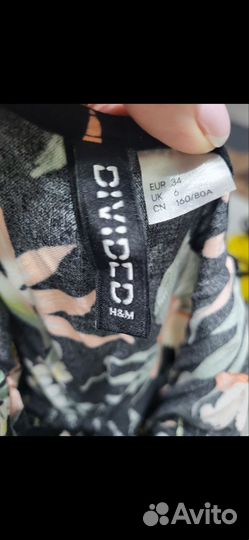 DIVIDED
H&M
EUR 34
UK 6
CN 160/80A
Avito